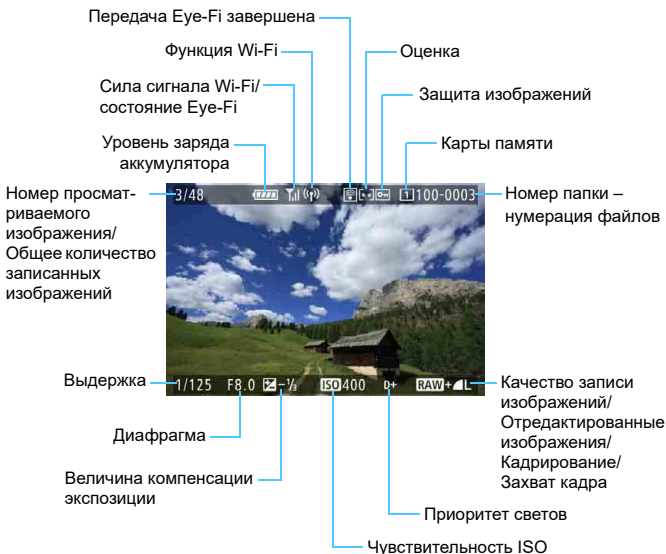 Передача Eye-Fi завершена
Функция Wi-Fi
Оценка
Сила сигнала Wi-Fi/
состояние Eye-Fi
Защита изображений
Уровень заряда
аккумулятора
Карты памяти
Номер просмат-
риваемого
изображения/
Общее количество
записанных
изображений
3/48
1 100-0003
Номер папки –
нумерация файлов
Выдержка
1/125 F8.0 -⅓ ISO 400 D+ RAW+L
Качество записи
изображений/
Отредактированные
изображения/
Кадрирование/
Захват кадра
Диафрагма
Величина компенсации
экспозиции
Приоритет светов
Чувствительность ISO